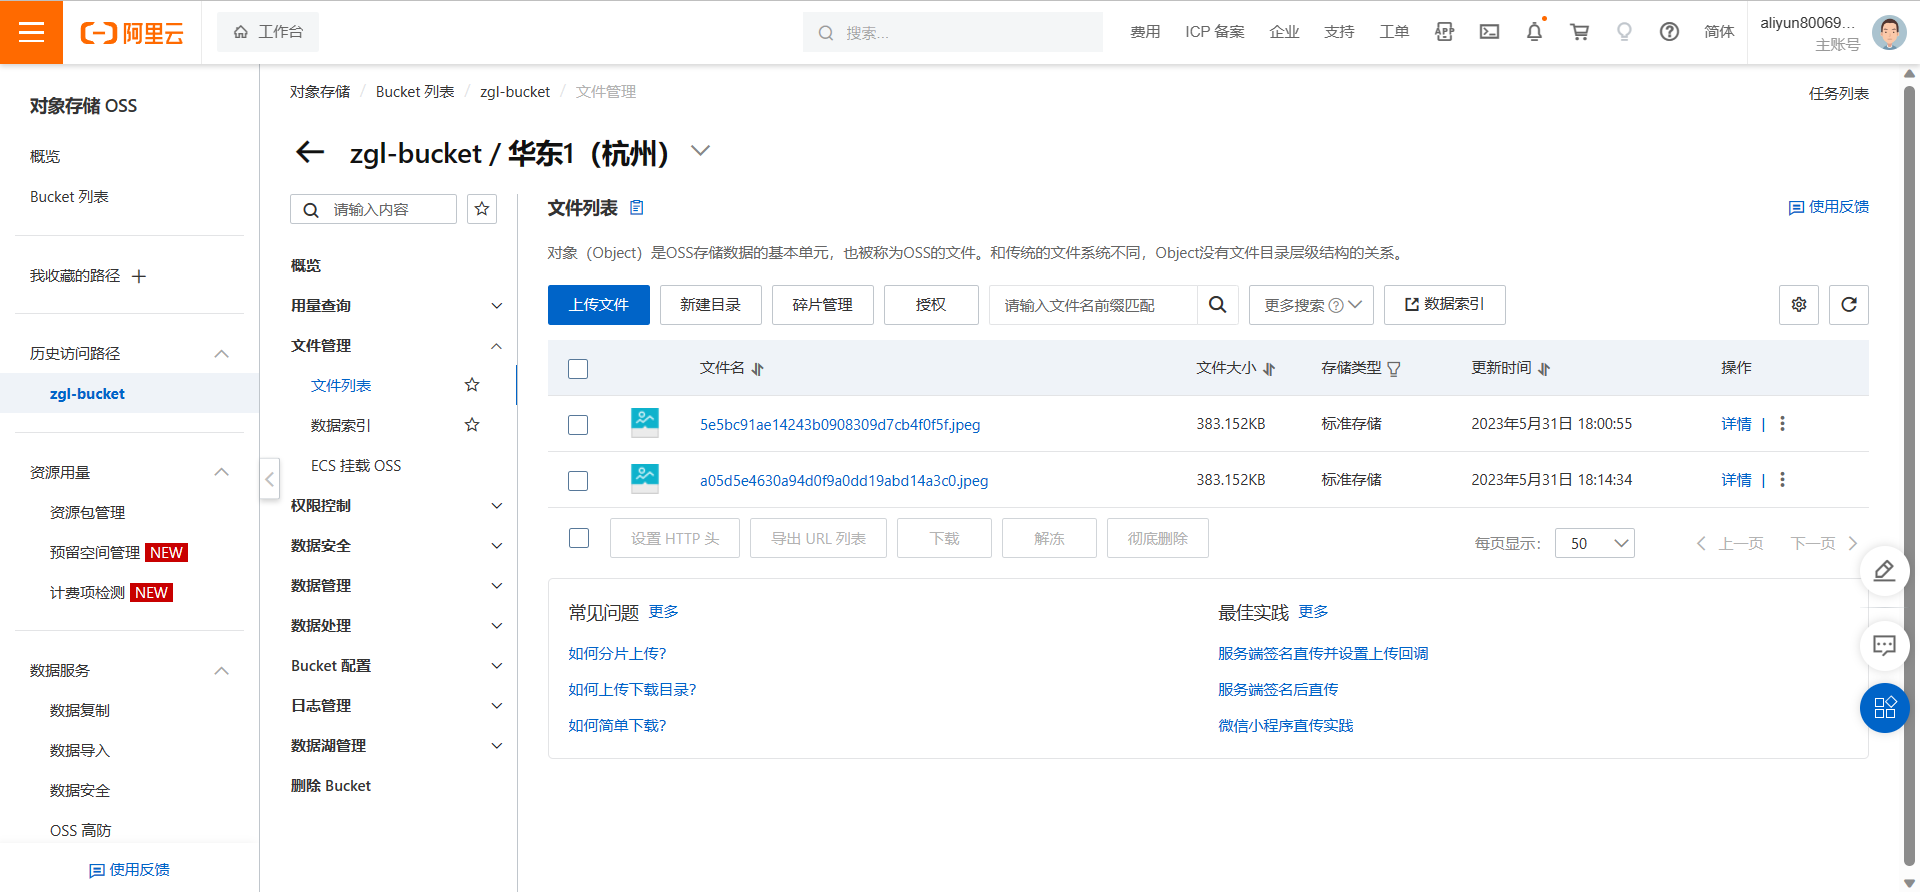 阿里云
工作台
搜索...
费用
ICP 备案
企业
支持
工单
APP
简体
aliyun80069...
主账号
对象存储 OSS
概览
Bucket 列表
我收藏的路径
历史访问路径
zgl-bucket
资源用量
资源包管理
预留空间管理 NEW
计费项检测 NEW
数据服务
数据复制
数据导入
数据安全
OSS 高防
使用反馈
对象存储 / Bucket 列表 / zgl-bucket / 文件管理
任务列表
zgl-bucket / 华东1（杭州）
请输入内容
概览
用量查询
文件管理
文件列表
数据索引
ECS 挂载 OSS
权限控制
数据安全
数据管理
数据处理
Bucket 配置
日志管理
数据湖管理
删除 Bucket
文件列表
使用反馈
对象（Object）是OSS存储数据的基本单元，也被称为OSS的文件。和传统的文件系统不同，Object没有文件目录层级结构的关系。
上传文件
新建目录
碎片管理
授权
请输入文件名前缀匹配
更多搜索
数据索引
文件名 文件大小 存储类型 更新时间 操作
5e5bc91ae14243b0908309d7cb4f0f5f.jpeg 383.152KB 标准存储 2023年5月31日 18:00:55 详情 |
a05d5e4630a94d0f9a0dd19abd14a3c0.jpeg 383.152KB 标准存储 2023年5月31日 18:14:34 详情 |
设置 HTTP 头
导出 URL 列表
下载
解冻
彻底删除
每页显示： 50
上一页
下一页
常见问题 更多
如何分片上传?
如何上传下载目录?
如何简单下载?
最佳实践 更多
服务端签名直传并设置上传回调
服务端签名后直传
微信小程序直传实践